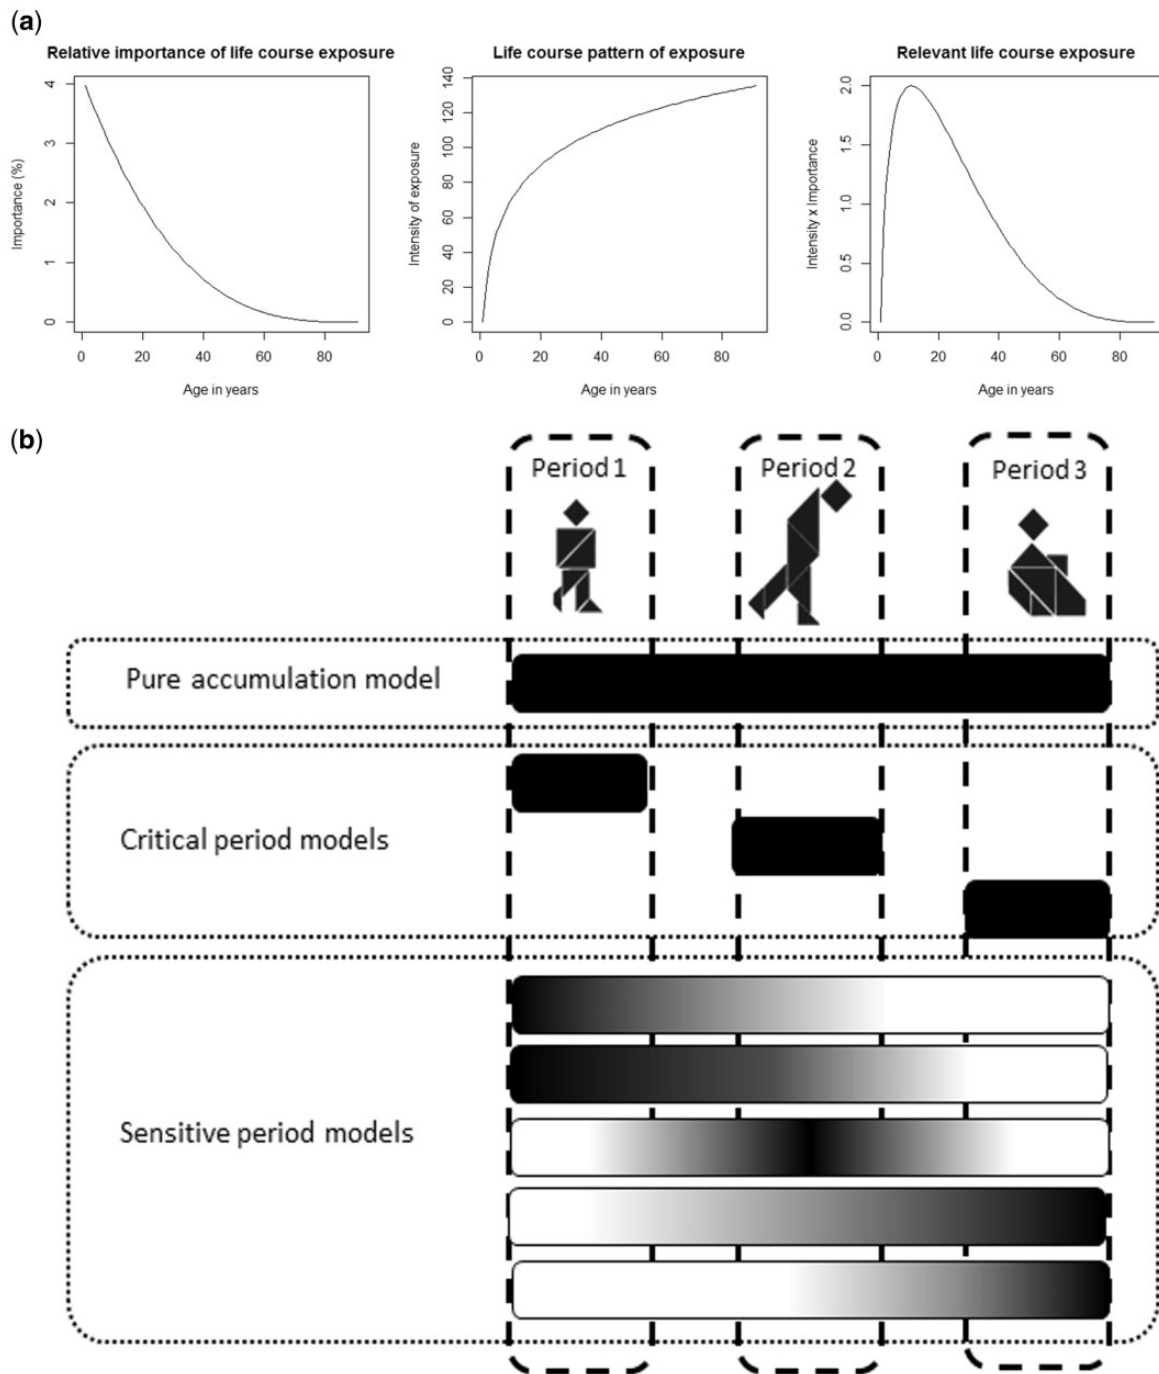 (a)
Relative importance of life course exposure
Importance (%)
4
3
2
1
0
0 20 40 60 80
Age in years
Life course pattern of exposure
Intensity of exposure
140
120
100
80
60
40
20
0
0 20 40 60 80
Age in years
Relevant life course exposure
Intensity x Importance
2.0
1.5
1.0
0.5
0.0
0 20 40 60 80
Age in years
(b)
Period 1
Period 2
Period 3
Pure accumulation model
Critical period models
Sensitive period models